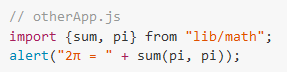 // otherApp.js
import {sum, pi} from "lib/math";
alert("2π = " + sum(pi, pi));